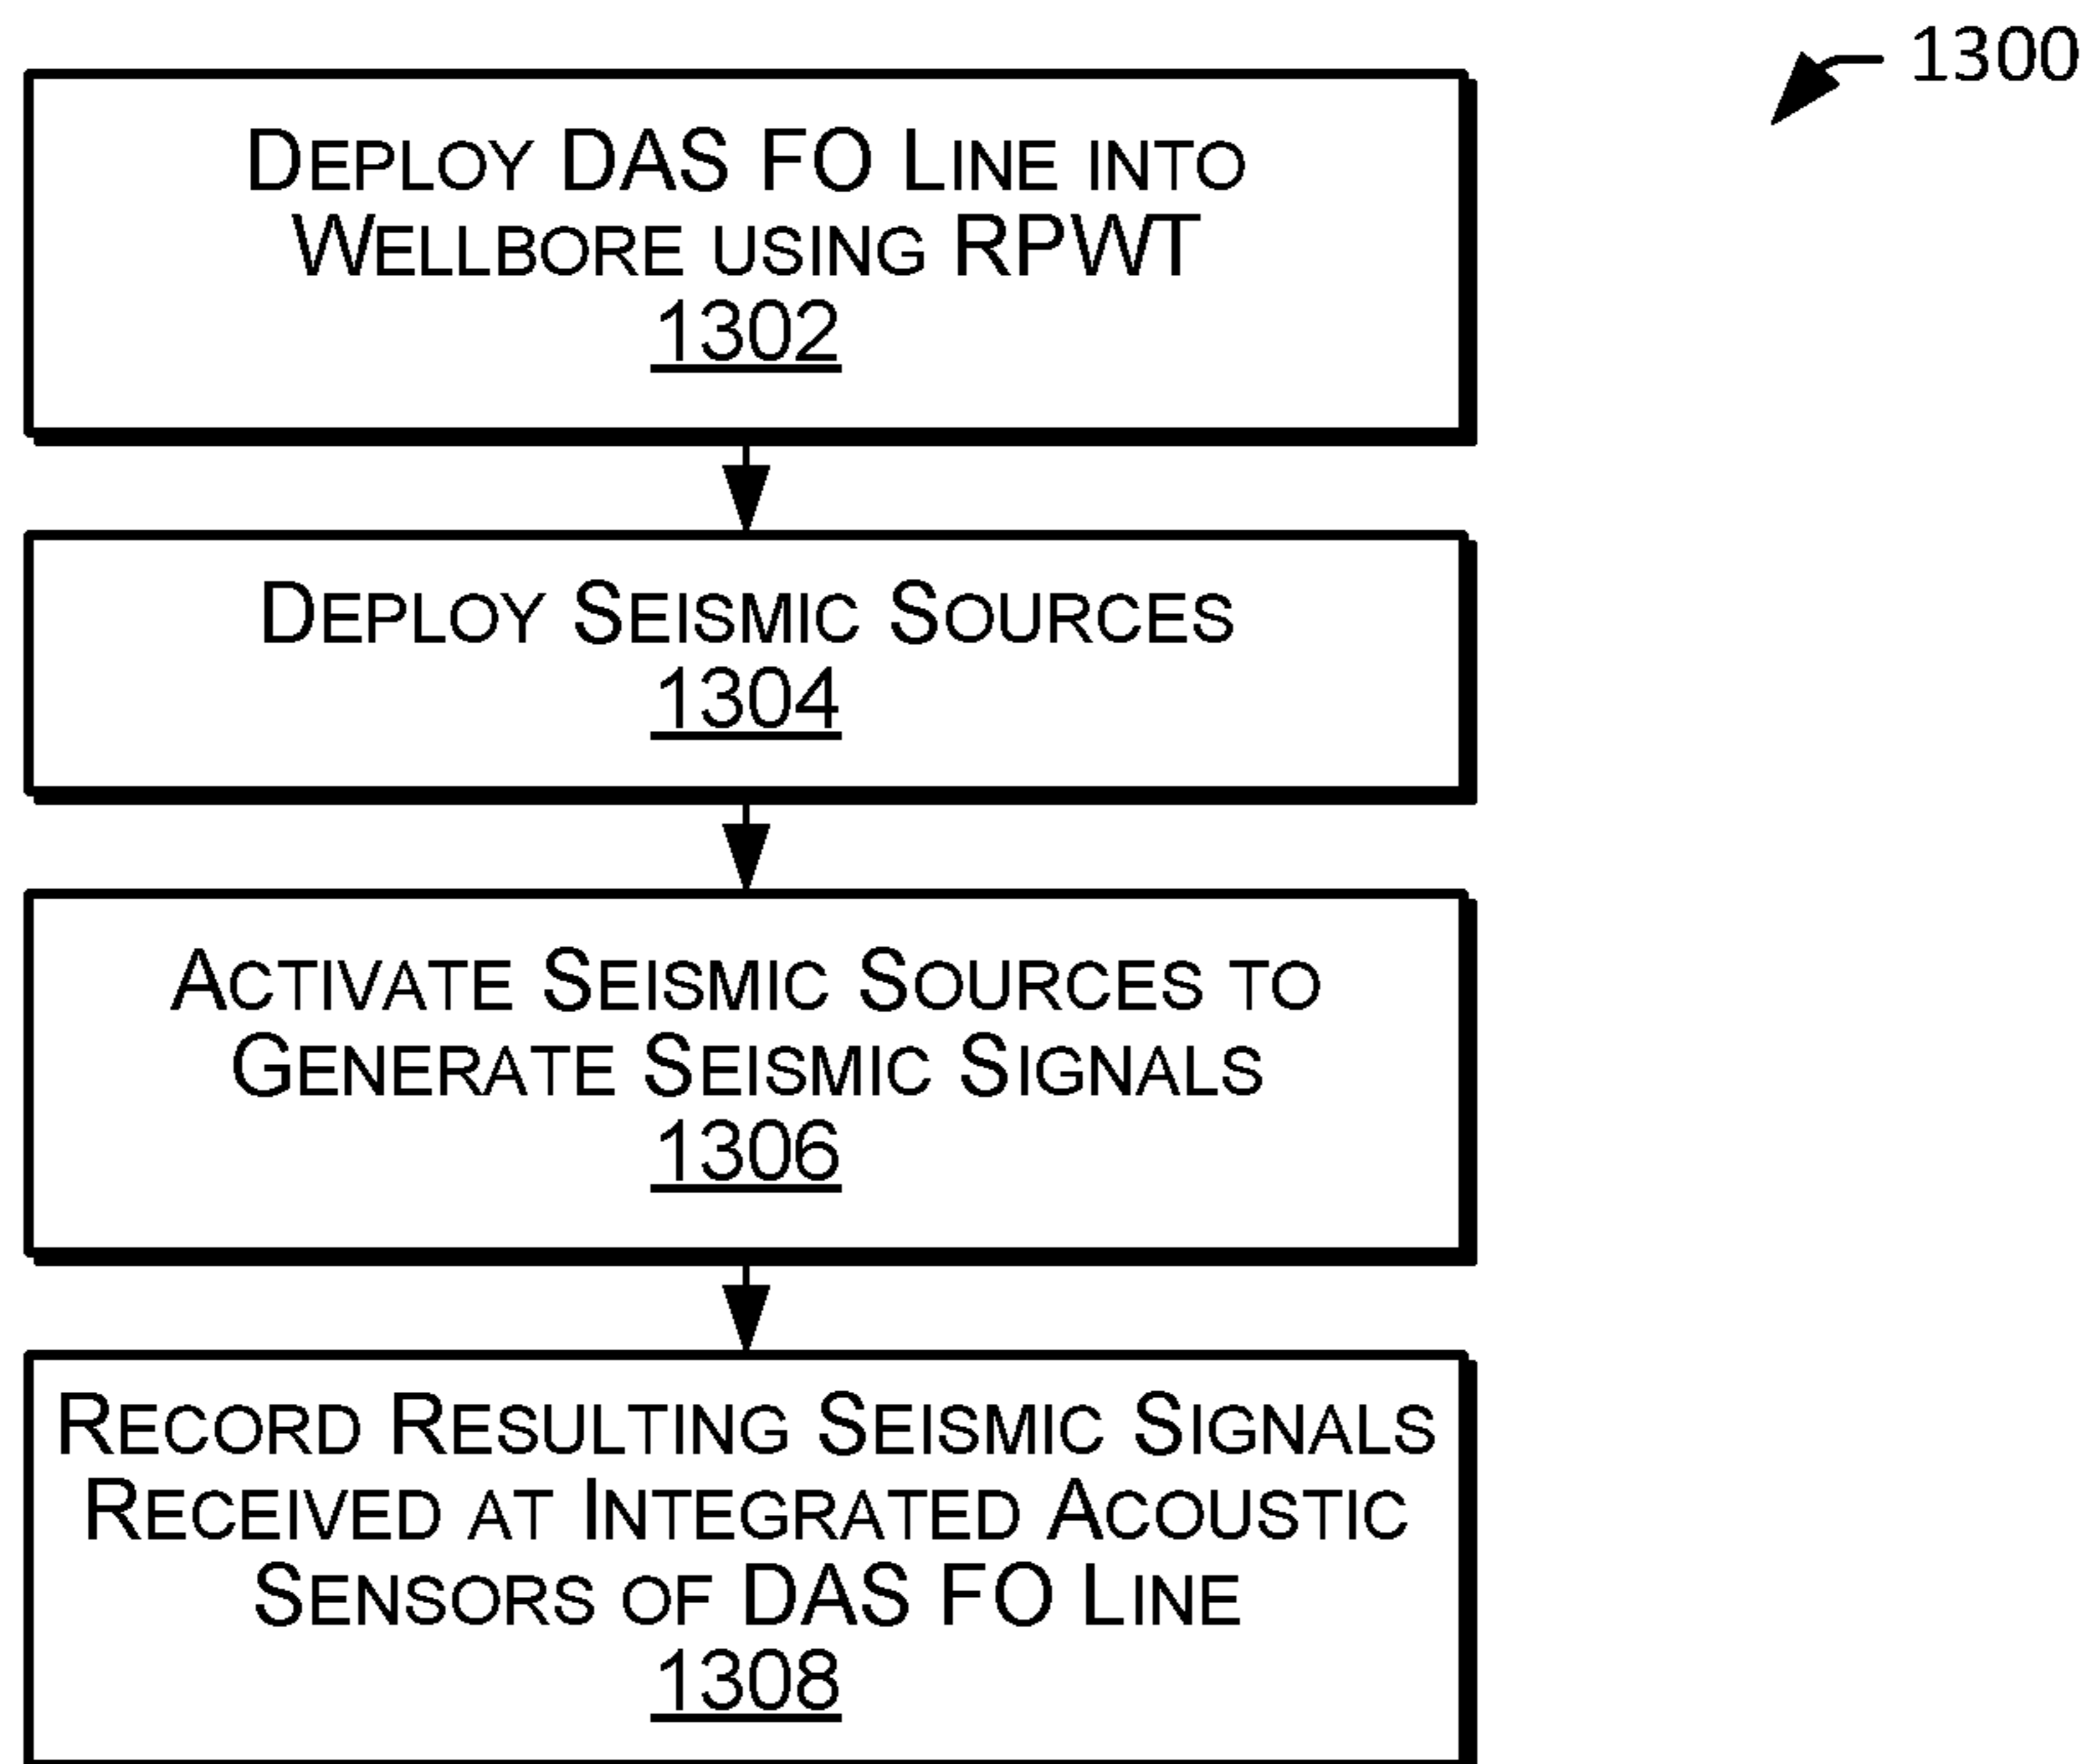 1300
DEPLOY DAS FO LINE INTO
WELLBORE USING RPWT
1302
DEPLOY SEISMIC SOURCES
1304
ACTIVATE SEISMIC SOURCES TO
GENERATE SEISMIC SIGNALS
1306
RECORD RESULTING SEISMIC SIGNALS
RECEIVED AT INTEGRATED ACOUSTIC
SENSORS OF DAS FO LINE
1308